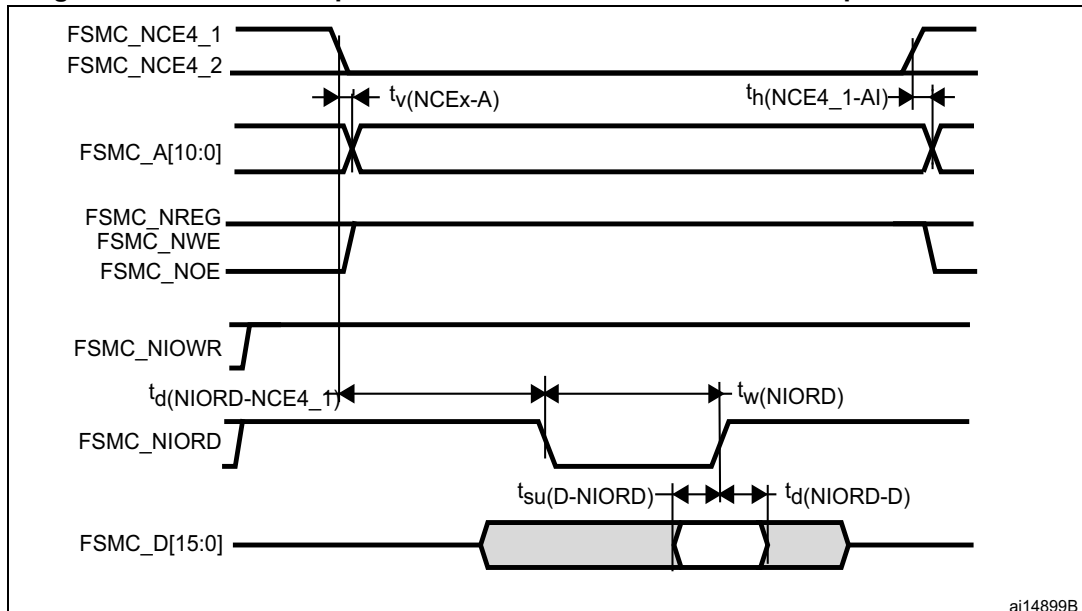 FSMC_NCE4_1
FSMC_NCE4_2
tv(NCEx-A)
th(NCE4_1-AI)
FSMC_A[10:0]
FSMC_NREG
FSMC_NWE
FSMC_NOE
FSMC_NIOWR
td(NIORD-NCE4_1)
tw(NIORD)
FSMC_NIORD
tsu(D-NIORD)
td(NIORD-D)
FSMC_D[15:0]
ai14899B